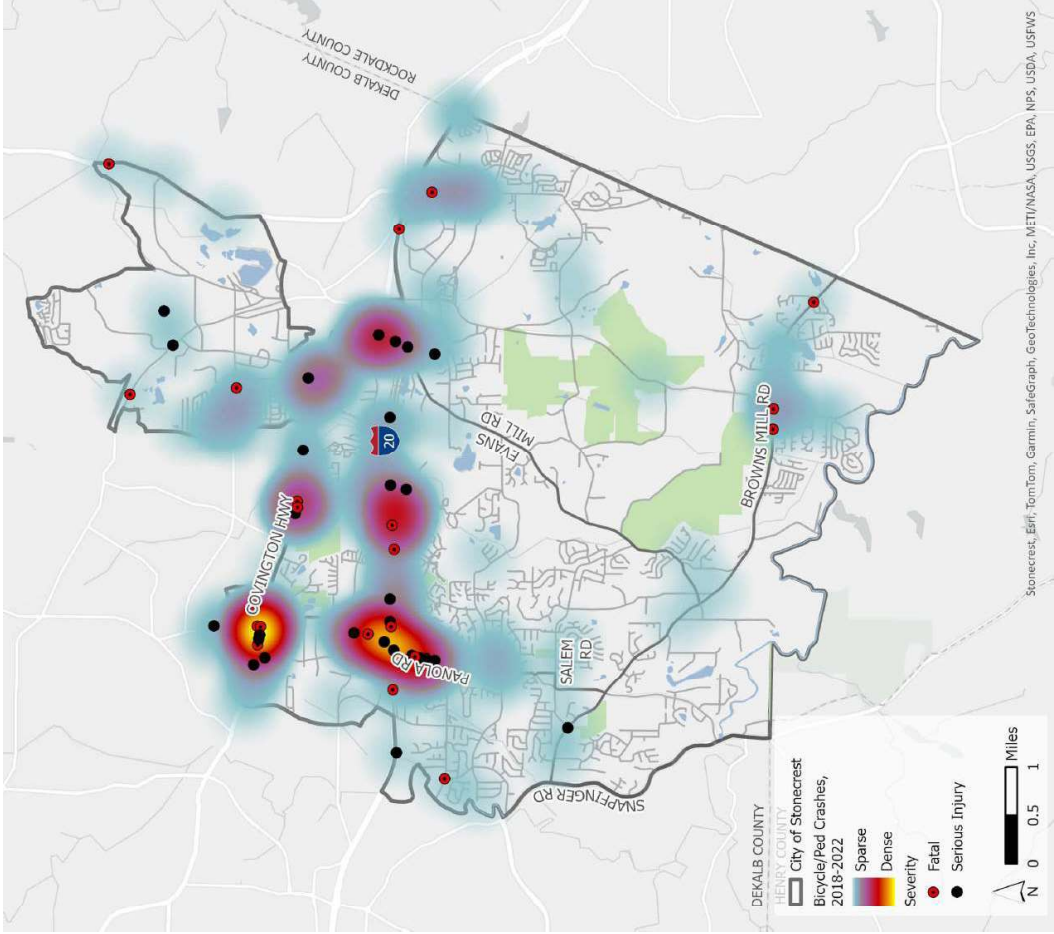 ROCKDALE COUNTY
DEKALB COUNTY
COVINGTON HWY
20
EVANS
MILL RD
PANOLA RD
BROWNS MILL RD
SALEM
RD
SNAPFINGER RD
DEKALB COUNTY
HENRY COUNTY
City of Stonecrest
Bicycle/Ped Crashes,
2018-2022
Sparse
Dense
Severity
Fatal
Serious Injury
N
0 0.5 1
Miles
Stonecrest, Esri, TomTom, Garmin, SafeGraph, GeoTechnologies, Inc, METI/NASA, USGS, EPA, NPS, USDA, USFWS